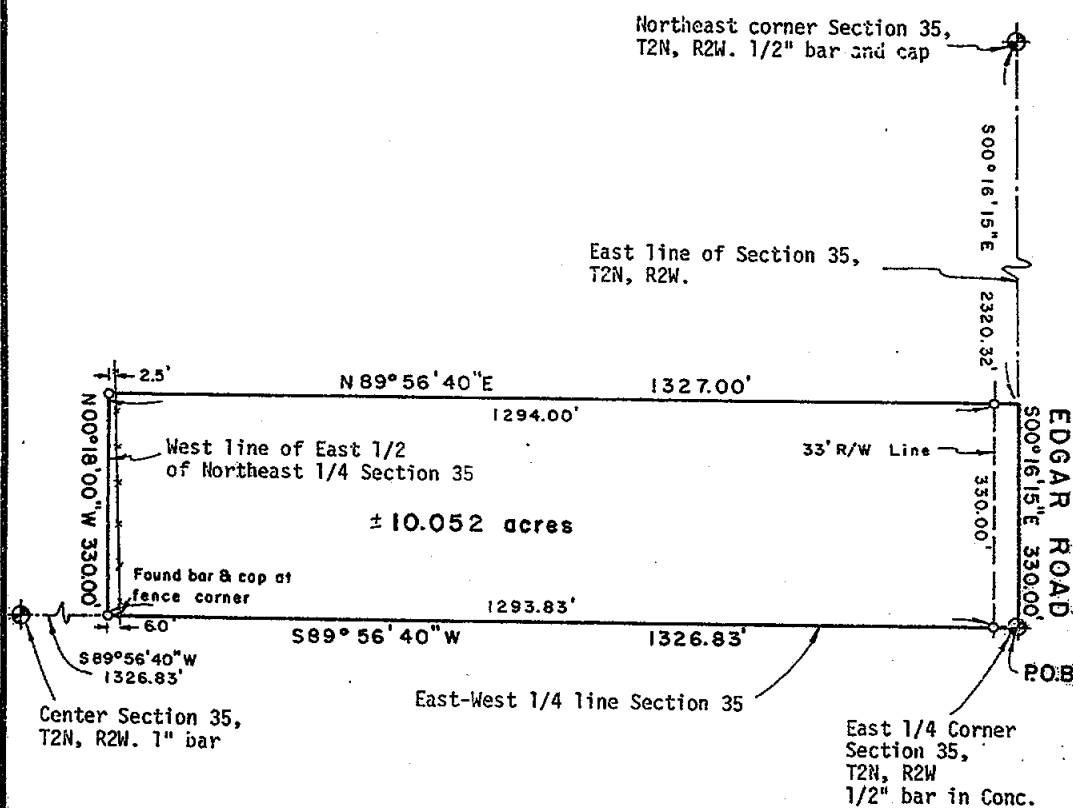 Northeast corner Section 35,
T2N, R2W. 1/2" bar and cap
S00°16'15"E
East line of Section 35,
T2N, R2W.
2320.32'
2.5'
N 89°56'40"E
1327.00'
1294.00'
N00°18'00"W 330.00'
West line of East 1/2
of Northeast 1/4 Section 35
33' R/W Line
330.00'
S00°16'15"E 330.00'
EDGAR ROAD
± 10.052 acres
Found bar & cap at
fence corner
6.0'
1293.83'
S89°56'40"W
1326.83'
S89°56'40"W
1326.83'
P.O.B
East-West 1/4 line Section 35
Center Section 35,
T2N, R2W. 1" bar
East 1/4 Corner
Section 35,
T2N, R2W
1/2" bar in Conc.